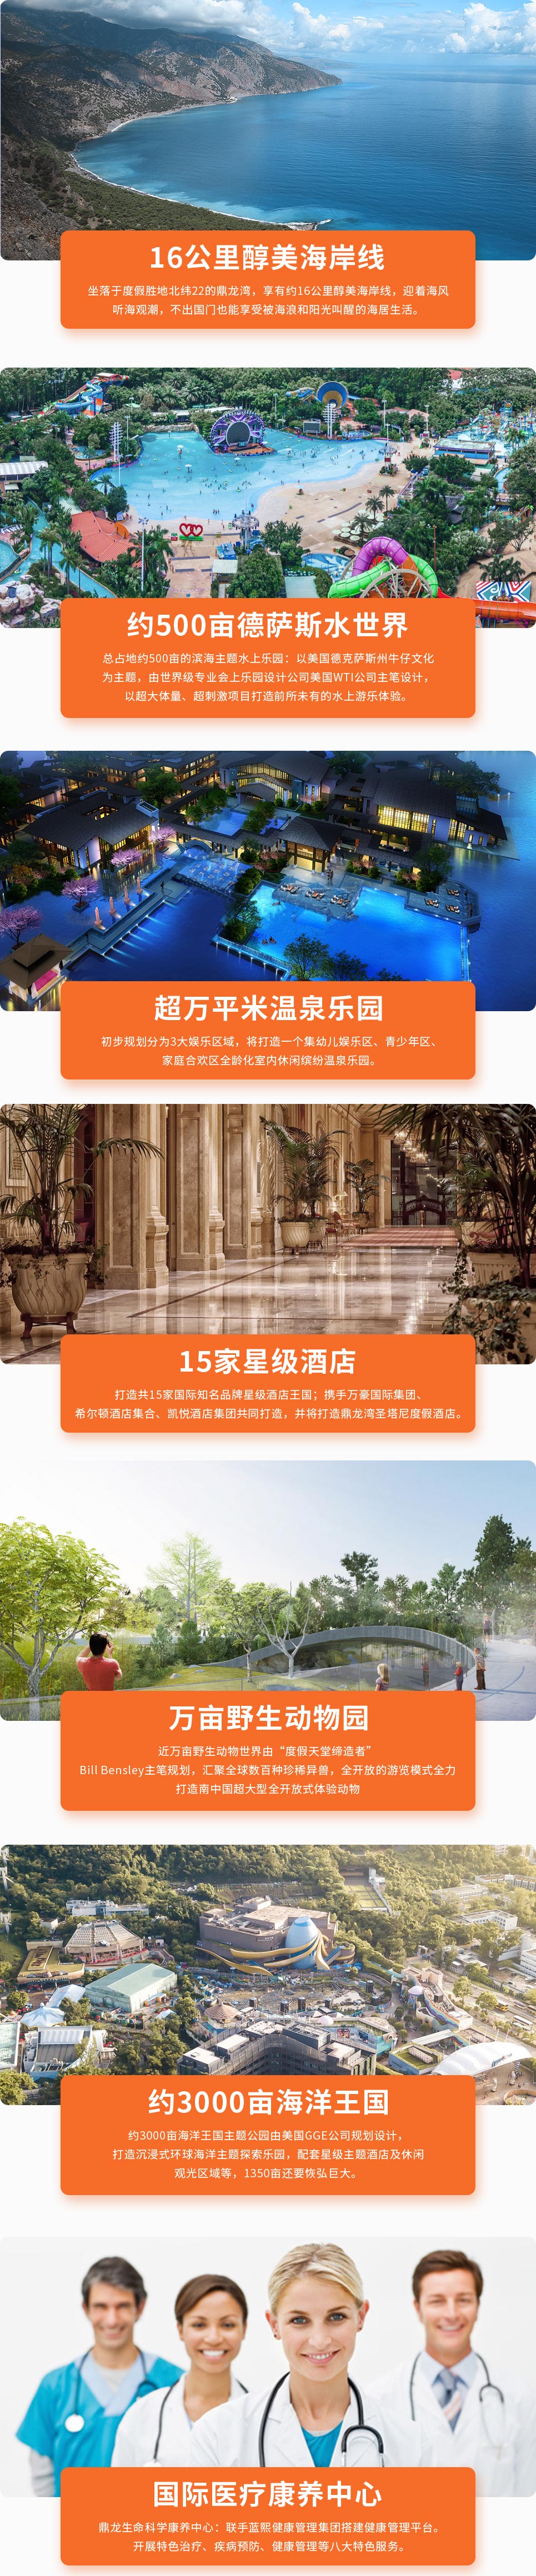 16公里醇美海岸线
坐落于度假胜地北纬22的鼎龙湾，享有约16公里醇美海岸线，迎着海风
听海观潮，不出国门也能享受被海浪和阳光叫醒的海居生活。
约500亩德萨斯水世界
总占地约500亩的滨海主题水上乐园：以美国德克萨斯州牛仔文化
为主题，由世界级专业会上乐园设计公司美国WTI公司主笔设计，
以超大体量、超刺激项目打造前所未有的水上游乐体验。
超万平米温泉乐园
初步规划分为3大娱乐区域，将打造一个集幼儿娱乐区、青少年区、
家庭合欢区全龄化室内休闲缤纷温泉乐园。
15家星级酒店
打造共15家国际知名品牌星级酒店王国；携手万豪国际集团、
希尔顿酒店集合、凯悦酒店集团共同打造，并将打造鼎龙湾圣塔尼度假酒店。
万亩野生动物园
近万亩野生动物世界由“度假天堂缔造者”
Bill Bensley主笔规划，汇聚全球数百种珍稀异兽，全开放的游览模式全力
打造南中国超大型全开放式体验动物
约3000亩海洋王国
约3000亩海洋王国主题公园由美国GGE公司规划设计，
打造沉浸式环球海洋主题探索乐园，配套星级主题酒店及休闲
观光区域等，1350亩还要恢弘巨大。
国际医疗康养中心
鼎龙生命科学康养中心：联手蓝熙健康管理集团搭建健康管理平台。
开展特色治疗、疾病预防、健康管理等八大特色服务。